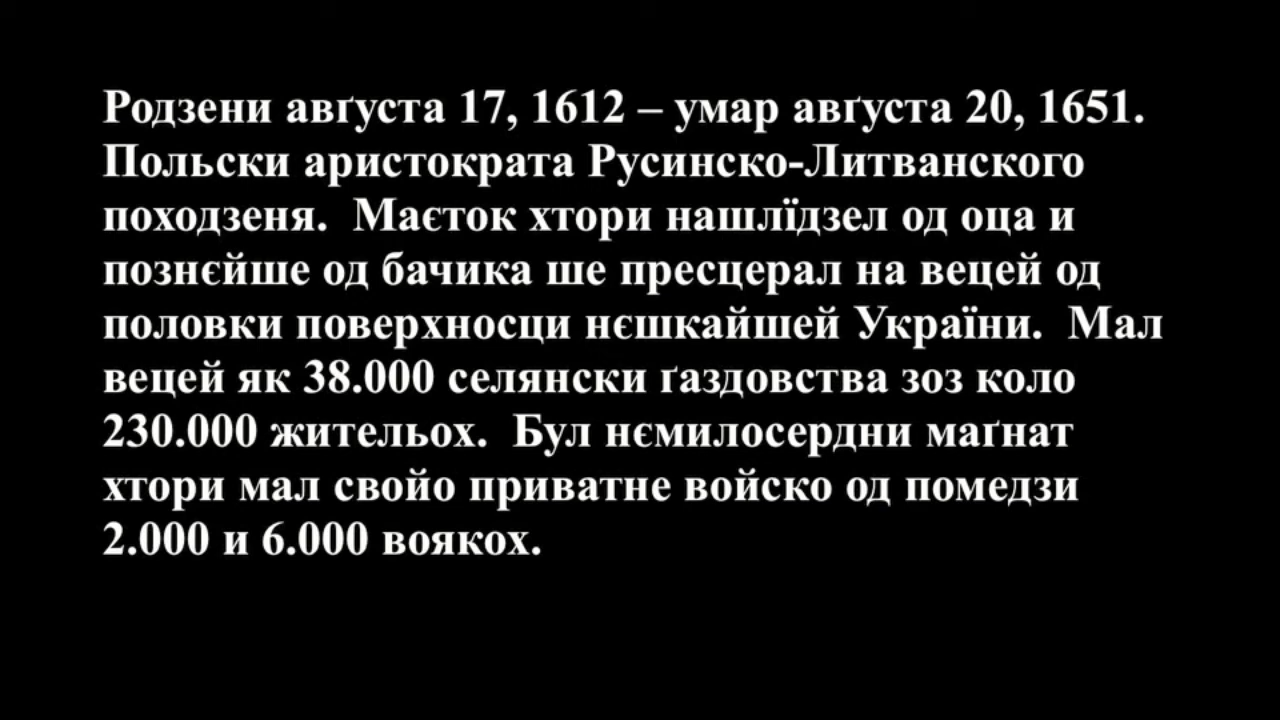 Родзени авґуста 17, 1612 – умар авґуста 20, 1651.
Польски аристократа Русинско-Литванского
походзеня.  Маєток хтори нашлїдзел од оца и
познєйше од бачика ше пресцерал на вецей од
половки поверхносци нєшкайшей України.  Мал
вецей як 38.000 селянски ґаздовства зоз коло
230.000 жительох.  Бул нємилосердни маґнат
хтори мал свойо приватне войско од помедзи
2.000 и 6.000 воякох.